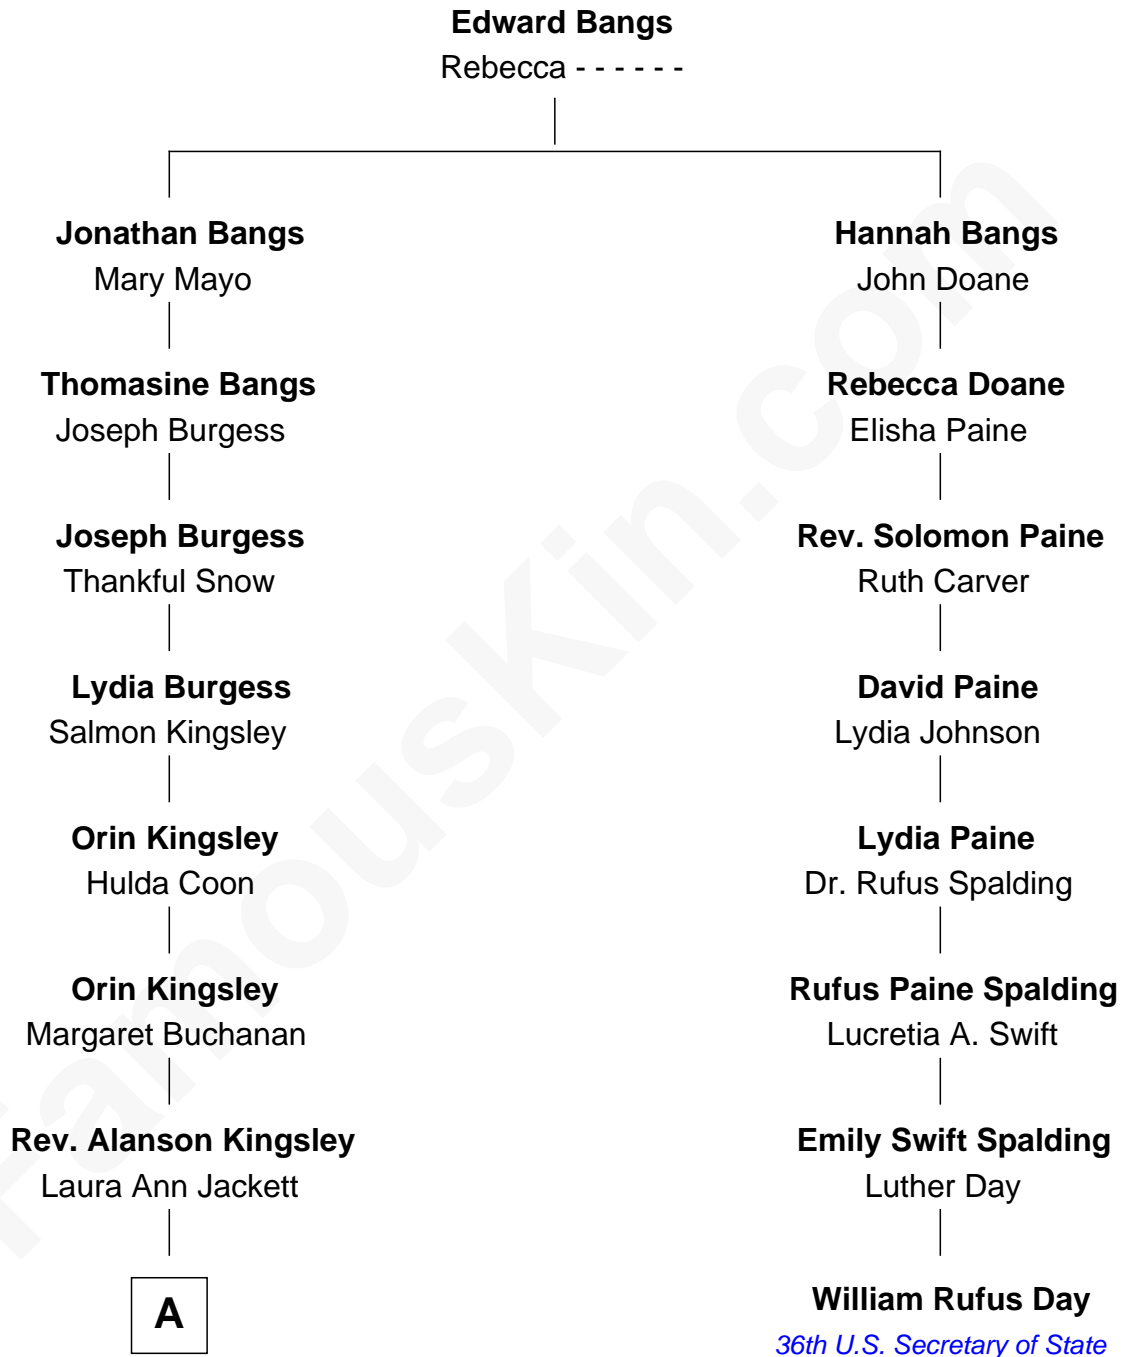 Edward Bangs
Rebecca - - - - - -
Jonathan Bangs
Mary Mayo
Hannah Bangs
John Doane
Thomasine Bangs
Joseph Burgess
Rebecca Doane
Elisha Paine
Joseph Burgess
Thankful Snow
Rev. Solomon Paine
Ruth Carver
Lydia Burgess
Salmon Kingsley
David Paine
Lydia Johnson
Orin Kingsley
Hulda Coon
Lydia Paine
Dr. Rufus Spalding
Orin Kingsley
Margaret Buchanan
Rufus Paine Spalding
Lucretia A. Swift
Rev. Alanson Kingsley
Laura Ann Jackett
Emily Swift Spalding
Luther Day
A
William Rufus Day
36th U.S. Secretary of State
FamousKin.com